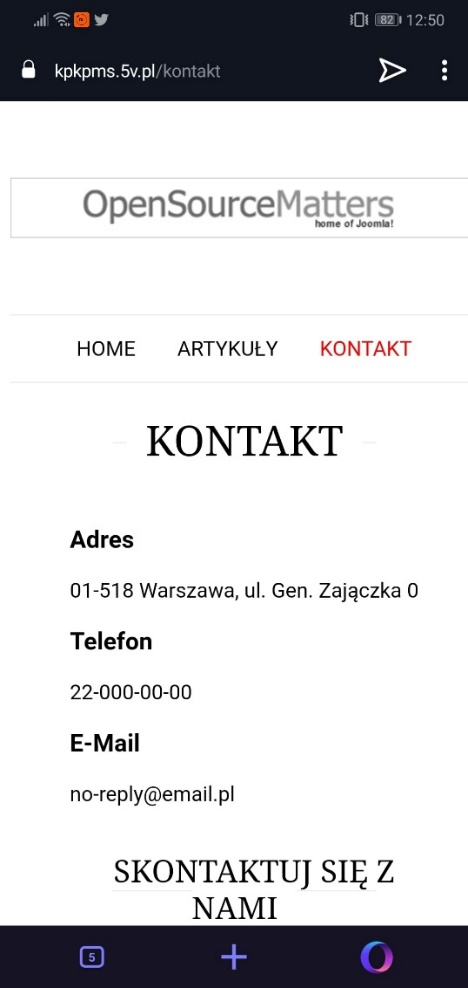 82 12:50
kpkpms.5v.pl/kontakt
OpenSourceMatters
home of Joomla!
HOME ARTYKUŁY KONTAKT
KONTAKT
Adres
01-518 Warszawa, ul. Gen. Zajączka 0
Telefon
22-000-00-00
E-Mail
no-reply@email.pl
SKONTAKTUJ SIĘ Z
NAMI
5